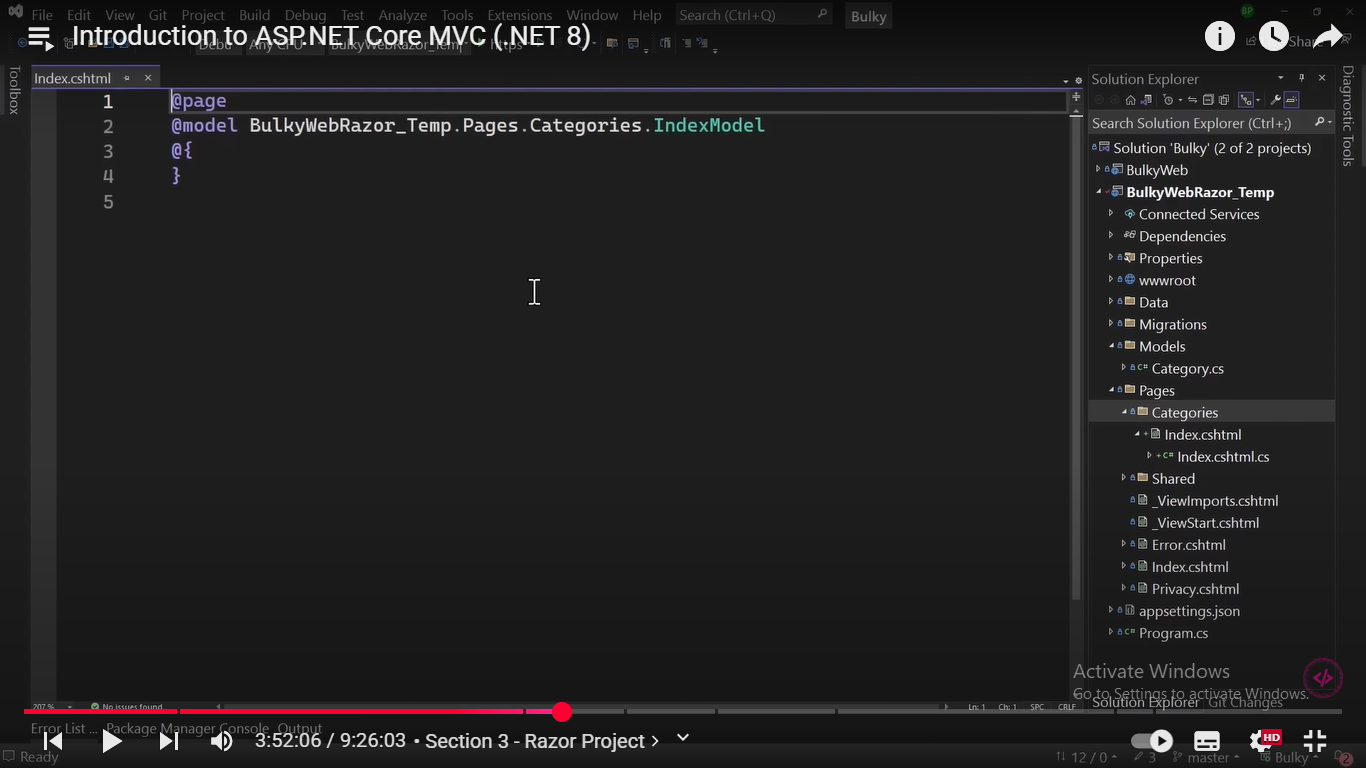 File Edit View Git Project Build Debug Test Analyze Tools Extensions Window Help Search (Ctrl+Q) Bulky
Introduction to ASP.NET Core MVC (.NET 8)
Share
Toolbox
Index.cshtml
1 @page
2 @model BulkyWebRazor_Temp.Pages.Categories.IndexModel
3 @{
4 }
5
Solution Explorer
Search Solution Explorer (Ctrl+;)
Solution 'Bulky' (2 of 2 projects)
BulkyWeb
BulkyWebRazor_Temp
Connected Services
Dependencies
Properties
wwwroot
Data
Migrations
Models
Category.cs
Pages
Categories
Index.cshtml
Index.cshtml.cs
Shared
_ViewImports.cshtml
_ViewStart.cshtml
Error.cshtml
Index.cshtml
Privacy.cshtml
appsettings.json
Program.cs
Diagnostic Tools
Activate Windows
Go to Settings to activate Windows.
Solution Explorer Git Changes
207 % No issues found Ln: 1 Ch: 1 SPC CRLF
Error List ... Package Manager Console Output
3:52:06 / 9:26:03 • Section 3 - Razor Project
HD
Ready 12 / 0 3 master Bulky 2